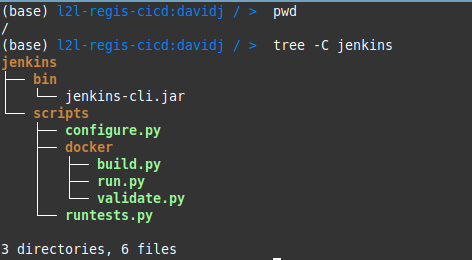 (base) l2l-regis-cicd:davidj / >  pwd
/
(base) l2l-regis-cicd:davidj / >  tree -C jenkins
jenkins
├── bin
│   └── jenkins-cli.jar
└── scripts
    ├── configure.py
    ├── docker
    │   ├── build.py
    │   ├── run.py
    │   └── validate.py
    └── runtests.py

3 directories, 6 files